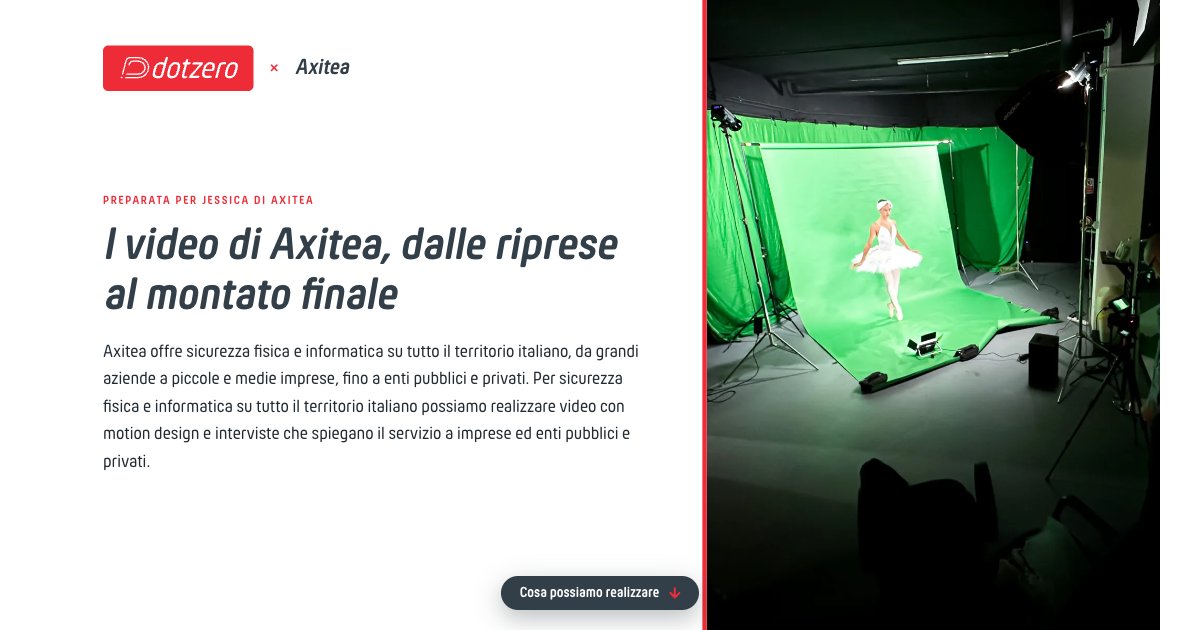 dotzero × Axitea
PREPARATA PER JESSICA DI AXITEA
I video di Axitea, dalle riprese
al montato finale
Axitea offre sicurezza fisica e informatica su tutto il territorio italiano, da grandi
aziende a piccole e medie imprese, fino a enti pubblici e privati. Per sicurezza
fisica e informatica su tutto il territorio italiano possiamo realizzare video con
motion design e interviste che spiegano il servizio a imprese ed enti pubblici e
privati.
Cosa possiamo realizzare ↓